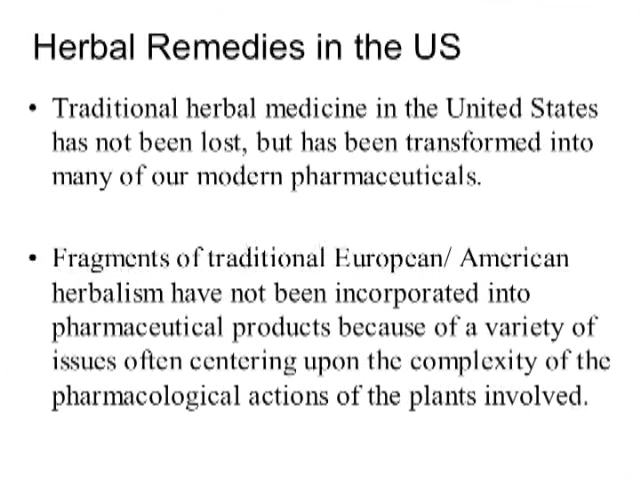 Herbal Remedies in the US
• Traditional herbal medicine in the United States
has not been lost, but has been transformed into
many of our modern pharmaceuticals.
• Fragments of traditional European/ American
herbalism have not been incorporated into
pharmaceutical products because of a variety of
issues often centering upon the complexity of the
pharmacological actions of the plants involved.